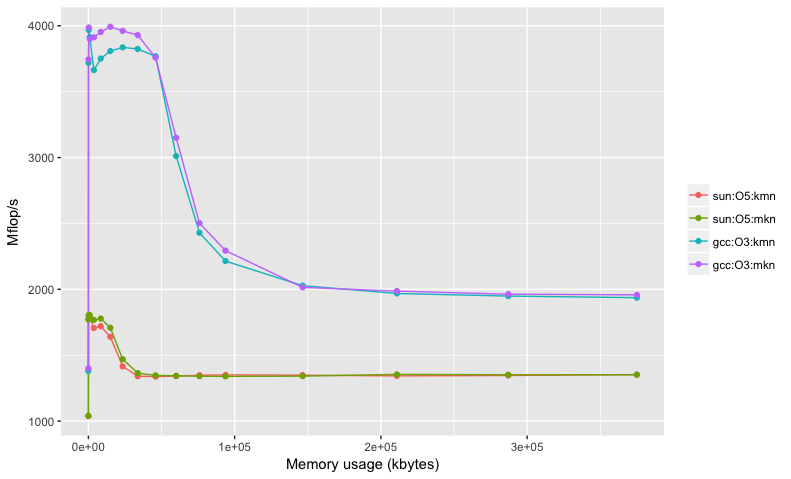 Mflop/s
4000
3000
2000
1000
0e+00 1e+05 2e+05 3e+05
Memory usage (kbytes)
sun:O5:kmn
sun:O5:mkn
gcc:O3:kmn
gcc:O3:mkn